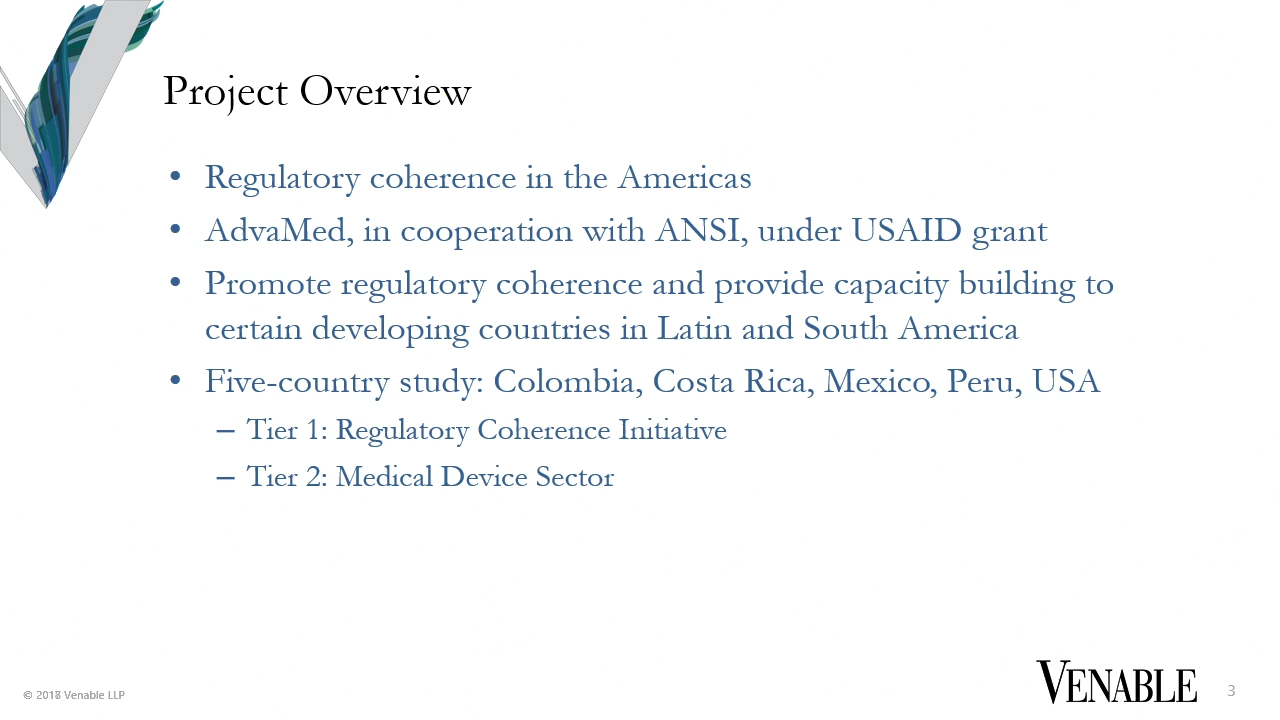 Project Overview
• Regulatory coherence in the Americas
• AdvaMed, in cooperation with ANSI, under USAID grant
• Promote regulatory coherence and provide capacity building to
certain developing countries in Latin and South America
• Five-country study: Colombia, Costa Rica, Mexico, Peru, USA
– Tier 1: Regulatory Coherence Initiative
– Tier 2: Medical Device Sector
© Venable LLP
VENABLE
3